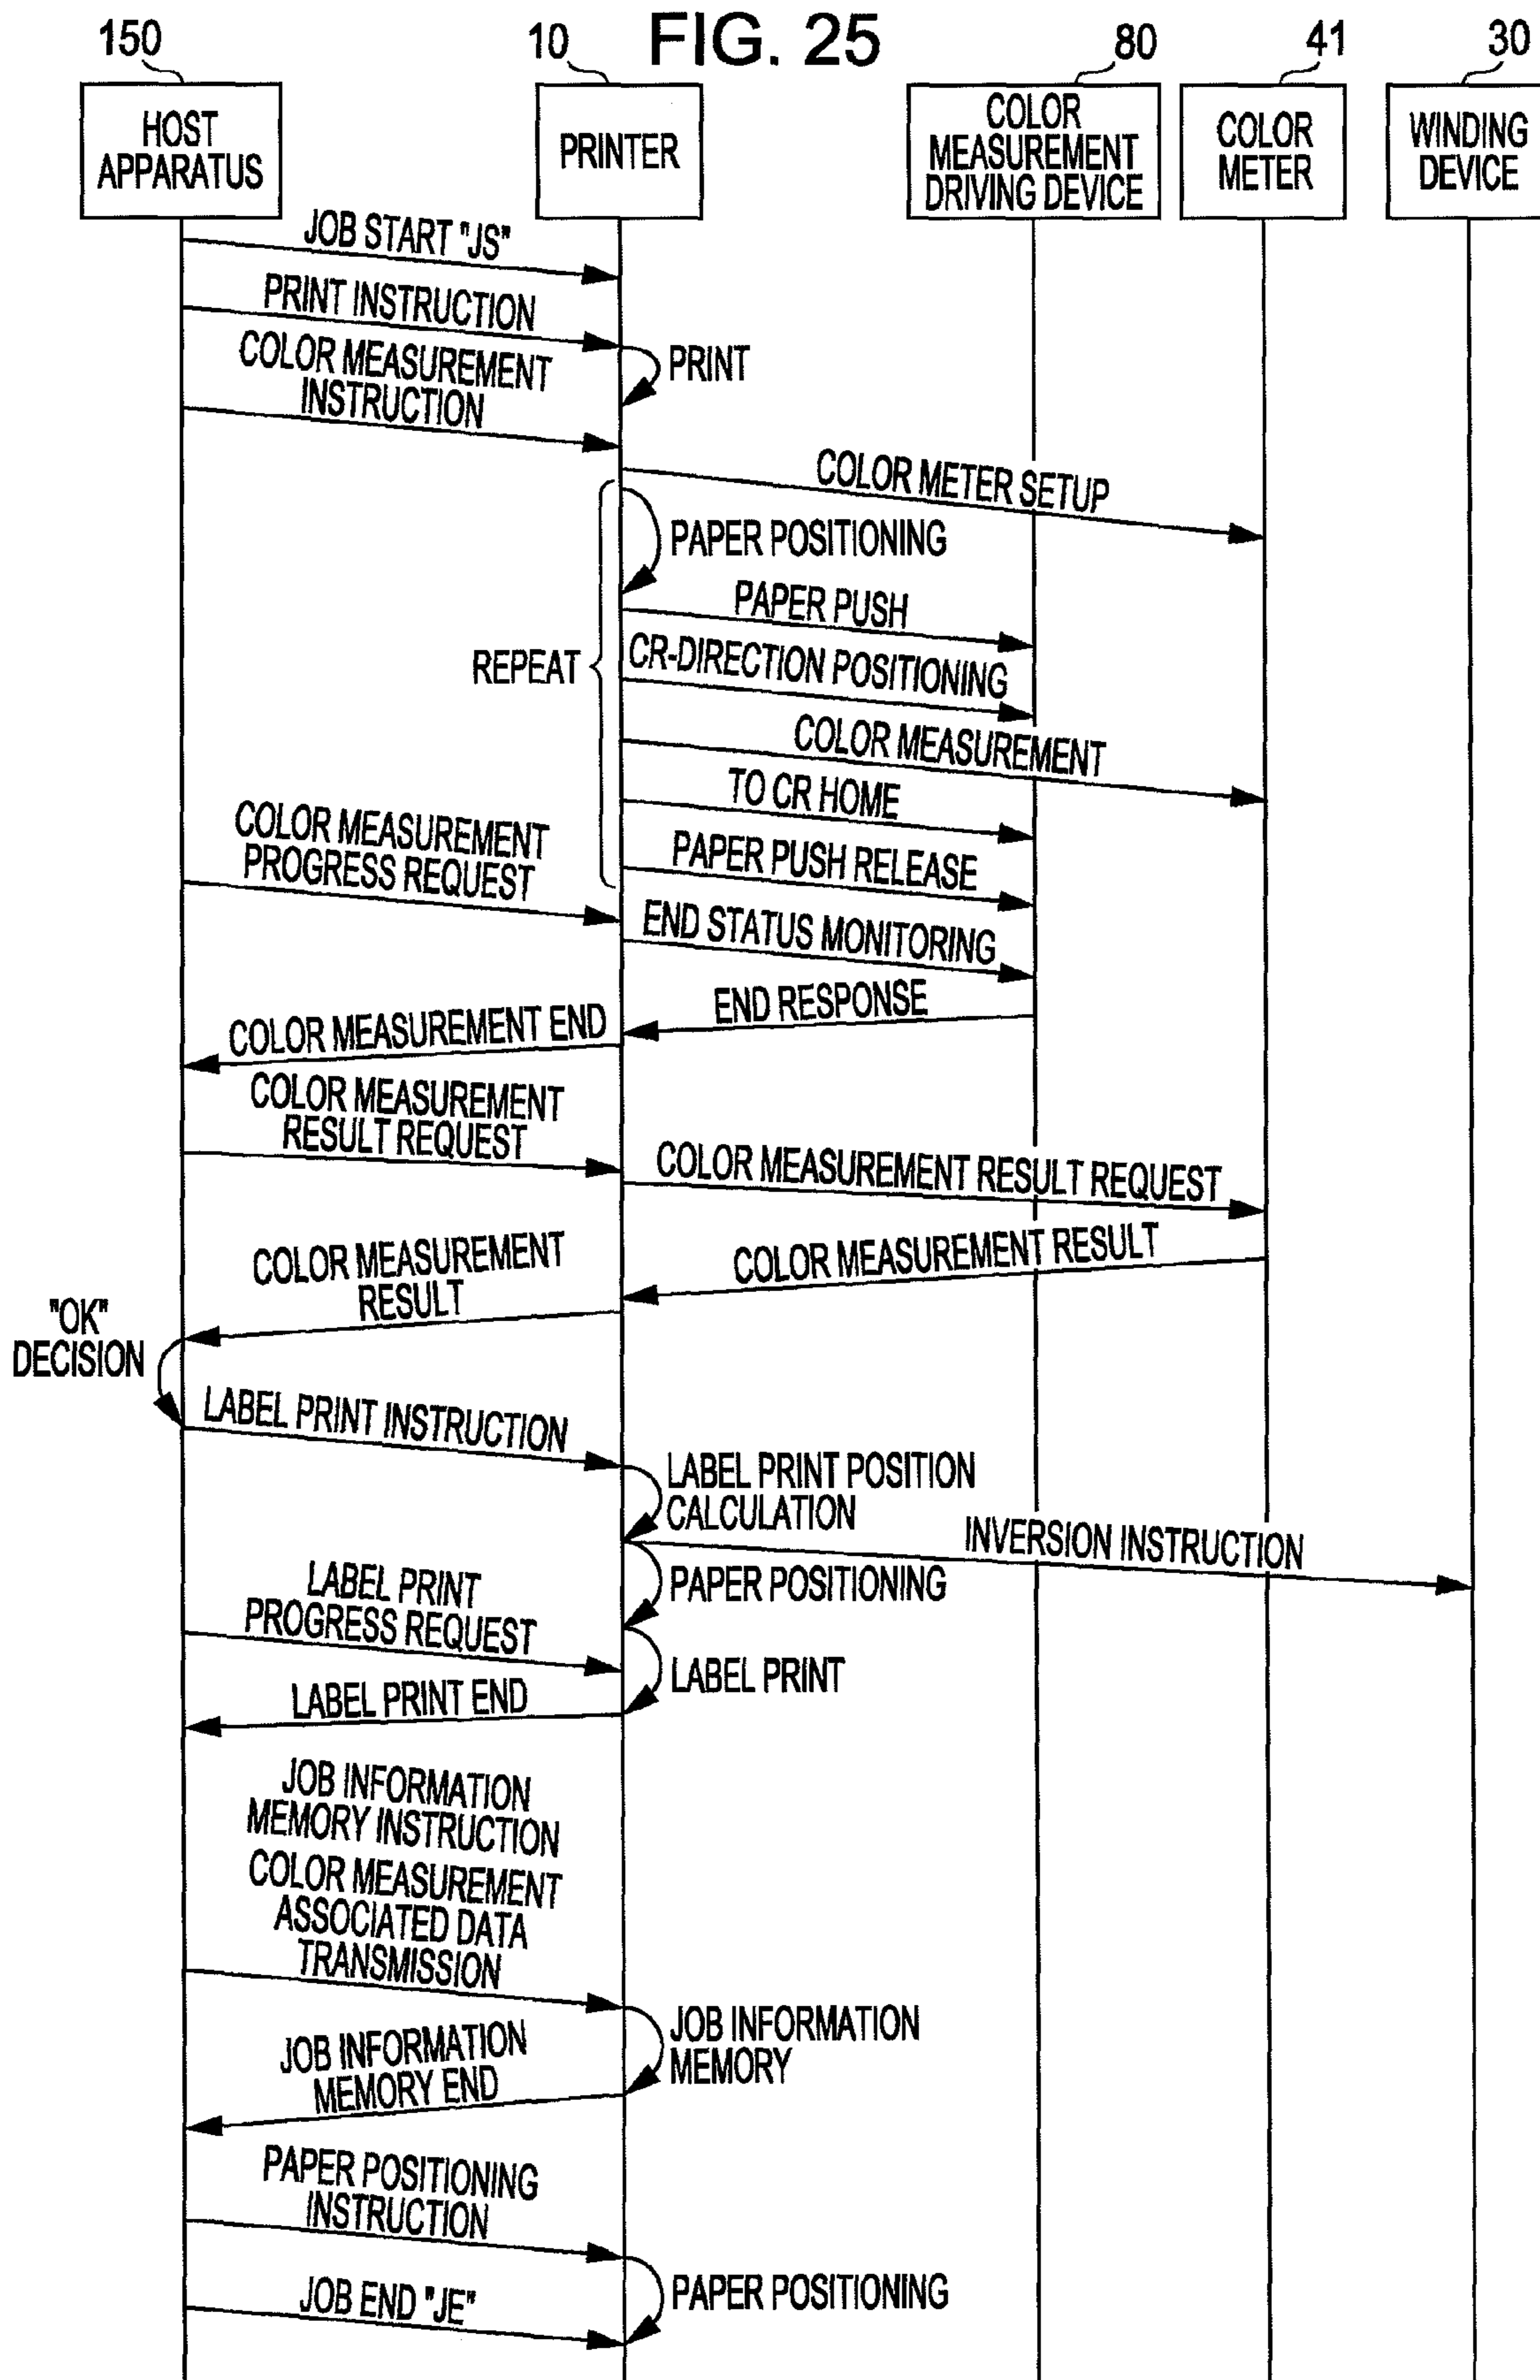 FIG. 25
150
10
80
41
30
HOST
APPARATUS
PRINTER
COLOR
MEASUREMENT
DRIVING DEVICE
COLOR
METER
WINDING
DEVICE
JOB START "JS"
PRINT INSTRUCTION
PRINT
COLOR MEASUREMENT
INSTRUCTION
COLOR METER SETUP
PAPER POSITIONING
PAPER PUSH
REPEAT
CR-DIRECTION POSITIONING
COLOR MEASUREMENT
TO CR HOME
COLOR MEASUREMENT
PROGRESS REQUEST
PAPER PUSH RELEASE
END STATUS MONITORING
END RESPONSE
COLOR MEASUREMENT END
COLOR MEASUREMENT
RESULT REQUEST
COLOR MEASUREMENT RESULT REQUEST
COLOR MEASUREMENT RESULT
COLOR MEASUREMENT
RESULT
"OK"
DECISION
LABEL PRINT INSTRUCTION
LABEL PRINT POSITION
CALCULATION
INVERSION INSTRUCTION
PAPER POSITIONING
LABEL PRINT
PROGRESS REQUEST
LABEL PRINT
LABEL PRINT END
JOB INFORMATION
MEMORY INSTRUCTION
COLOR MEASUREMENT
ASSOCIATED DATA
TRANSMISSION
JOB INFORMATION
MEMORY
JOB INFORMATION
MEMORY END
PAPER POSITIONING
INSTRUCTION
PAPER POSITIONING
JOB END "JE"